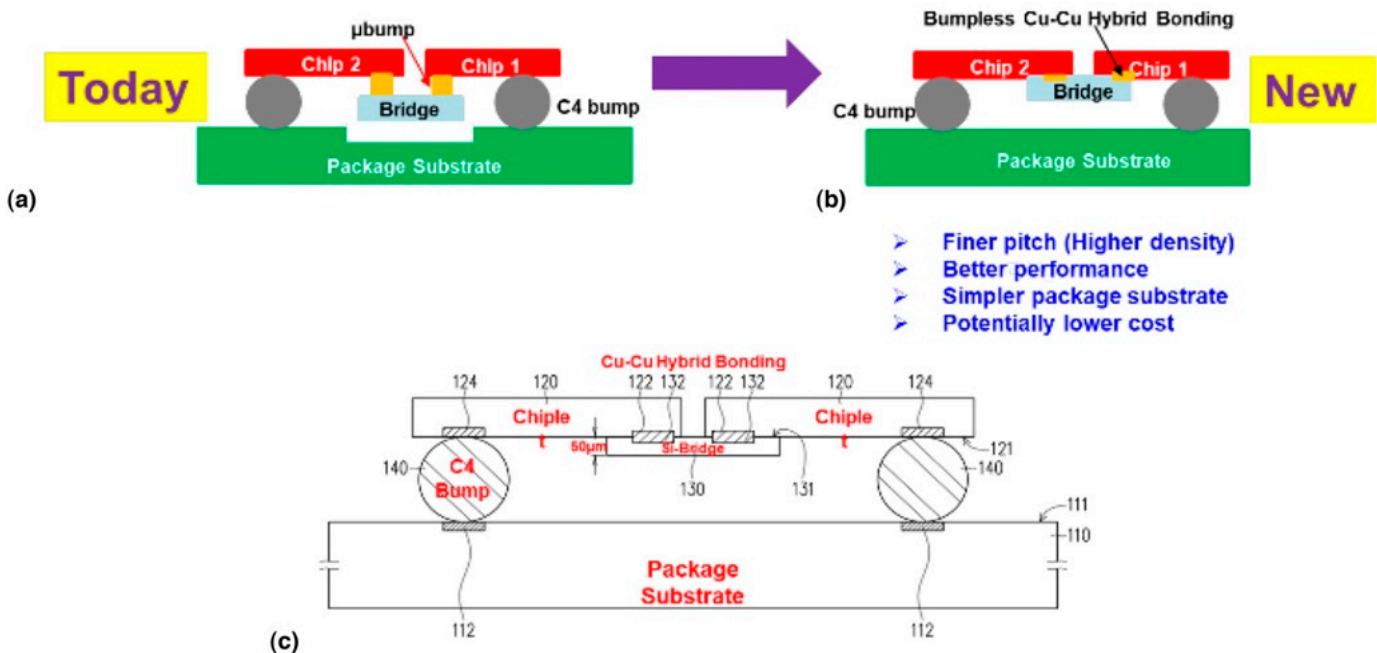 Today
µbump
Chip 2
Chip 1
Bridge
C4 bump
Package Substrate
(a)
Bumpless Cu-Cu Hybrid Bonding
Chip 2
Chip 1
Bridge
C4 bump
New
Package Substrate
(b)
➢ Finer pitch (Higher density)
➢ Better performance
➢ Simpler package substrate
➢ Potentially lower cost
Cu-Cu Hybrid Bonding
124 120 122 132 122 132 120 124
Chiple
t
Chiple
t
50µm
Si-Bridge
121
140
C4
Bump
130
131
140
111
110
Package
Substrate
112
112
(c)